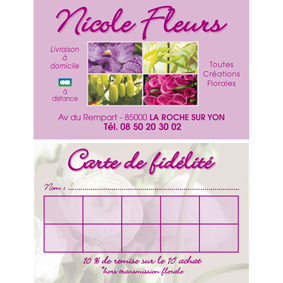 Nicole Fleurs
Livraison
à
domicile
à
distance
Toutes
Créations
Florales
Av du Rempart - 85000 LA ROCHE SUR YON
Tél. 08 50 20 30 02
Carte de fidélité
Nom : ..............................................
10 % de remise sur le 10 achat
*hors transmission florale